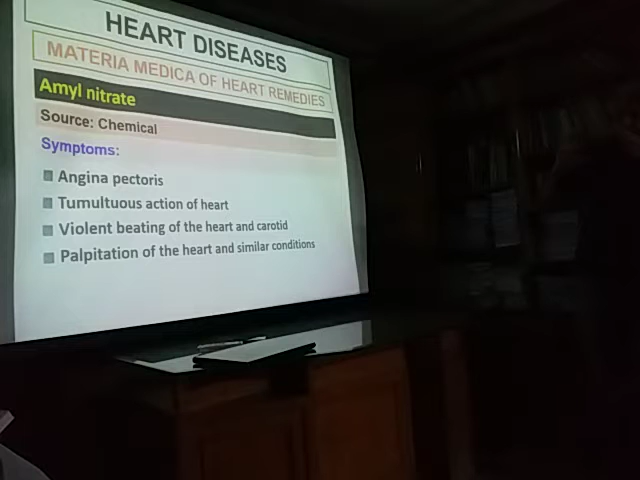 HEART DISEASES
MATERIA MEDICA OF HEART REMEDIES
Amyl nitrate
Source: Chemical
Symptoms:
Angina pectoris
Tumultuous action of heart
Violent beating of the heart and carotid
Palpitation of the heart and similar conditions